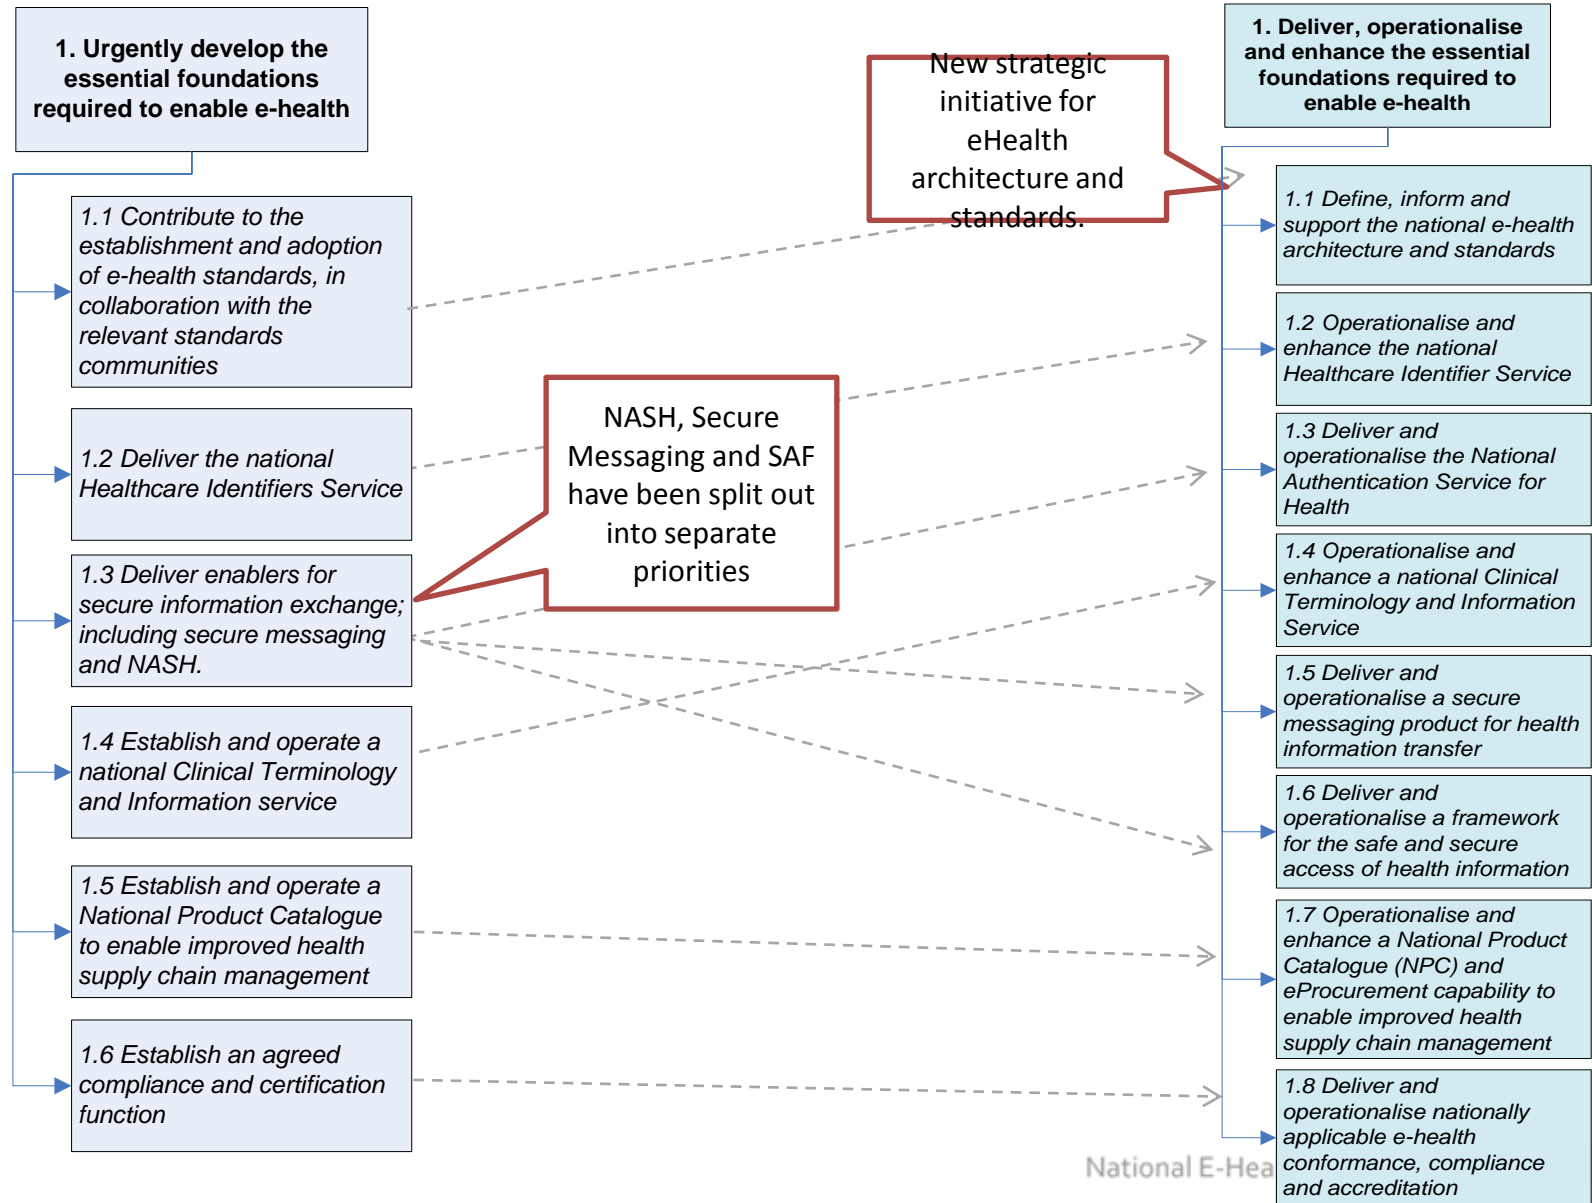 1. Urgently develop the
essential foundations
required to enable e-health
1.1 Contribute to the
establishment and adoption
of e-health standards, in
collaboration with the
relevant standards
communities
1.2 Deliver the national
Healthcare Identifiers Service
1.3 Deliver enablers for
secure information exchange;
including secure messaging
and NASH.
1.4 Establish and operate a
national Clinical Terminology
and Information service
1.5 Establish and operate a
National Product Catalogue
to enable improved health
supply chain management
1.6 Establish an agreed
compliance and certification
function
New strategic
initiative for
eHealth
architecture and
standards.
NASH, Secure
Messaging and SAF
have been split out
into separate
priorities
1. Deliver, operationalise
and enhance the essential
foundations required to
enable e-health
1.1 Define, inform and
support the national e-health
architecture and standards
1.2 Operationalise and
enhance the national
Healthcare Identifier Service
1.3 Deliver and
operationalise the National
Authentication Service for
Health
1.4 Operationalise and
enhance a national Clinical
Terminology and Information
Service
1.5 Deliver and
operationalise a secure
messaging product for health
information transfer
1.6 Deliver and
operationalise a framework
for the safe and secure
access of health information
1.7 Operationalise and
enhance a National Product
Catalogue (NPC) and
eProcurement capability to
enable improved health
supply chain management
1.8 Deliver and
operationalise nationally
applicable e-health
conformance, compliance
and accreditation
National E-Hea